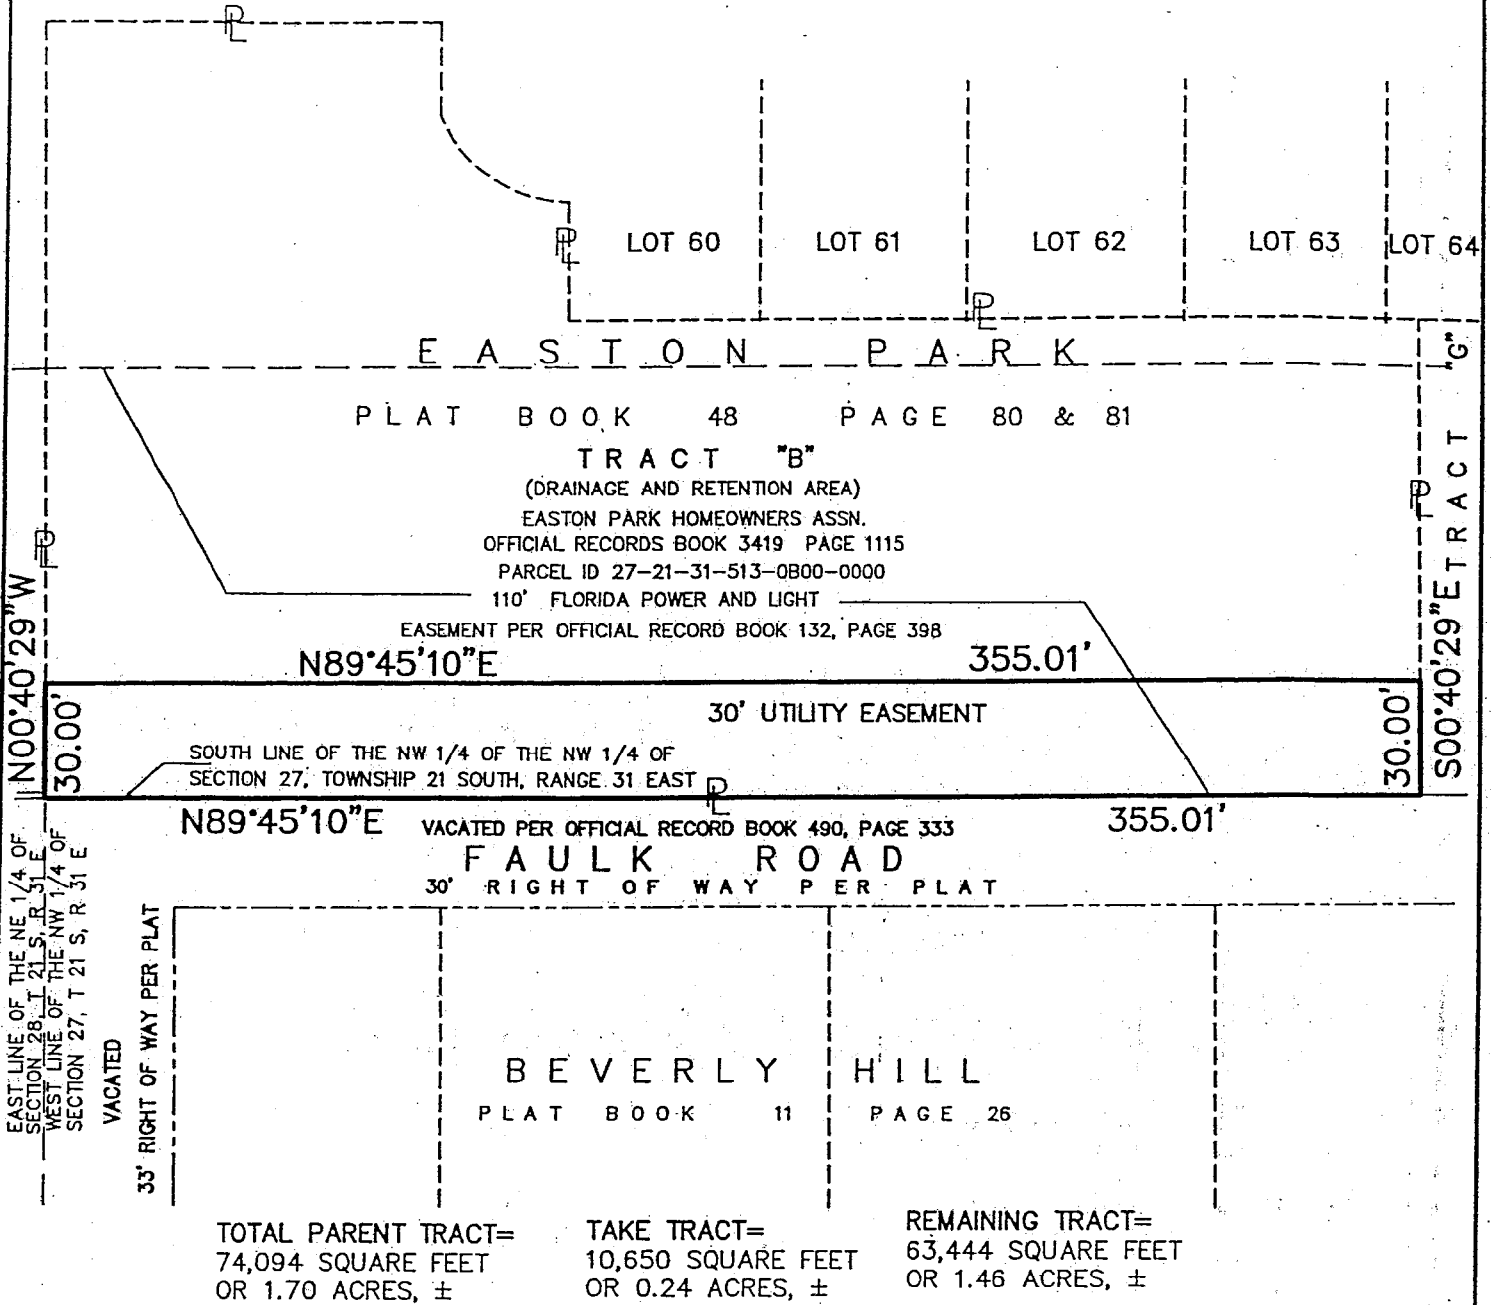 PL
LOT 60
LOT 61
LOT 62
LOT 63
LOT 64
PL
PL
EASTON PARK
PLAT BOOK 48 PAGE 80 & 81
TRACT "B"
(DRAINAGE AND RETENTION AREA)
EASTON PARK HOMEOWNERS ASSN.
OFFICIAL RECORDS BOOK 3419 PAGE 1115
PARCEL ID 27-21-31-513-0B00-0000
110' FLORIDA POWER AND LIGHT
EASEMENT PER OFFICIAL RECORD BOOK 132, PAGE 398
PL
PL
TRACT "G"
N00°40'29"W
N89°45'10"E
355.01'
S00°40'29"E
30.00'
30' UTILITY EASEMENT
30.00'
SOUTH LINE OF THE NW 1/4 OF THE NW 1/4 OF
SECTION 27, TOWNSHIP 21 SOUTH, RANGE 31 EAST
PL
N89°45'10"E
355.01'
VACATED PER OFFICIAL RECORD BOOK 490, PAGE 333
FAULK ROAD
30' RIGHT OF WAY PER PLAT
EAST LINE OF THE NE 1/4 OF
SECTION 28, T 21 S, R 31 E
WEST LINE OF THE NW 1/4 OF
SECTION 27, T 21 S, R 31 E
VACATED
33' RIGHT OF WAY PER PLAT
BEVERLY HILL
PLAT BOOK 11 PAGE 26
TOTAL PARENT TRACT=
74,094 SQUARE FEET
OR 1.70 ACRES, ±
TAKE TRACT=
10,650 SQUARE FEET
OR 0.24 ACRES, ±
REMAINING TRACT=
63,444 SQUARE FEET
OR 1.46 ACRES, ±